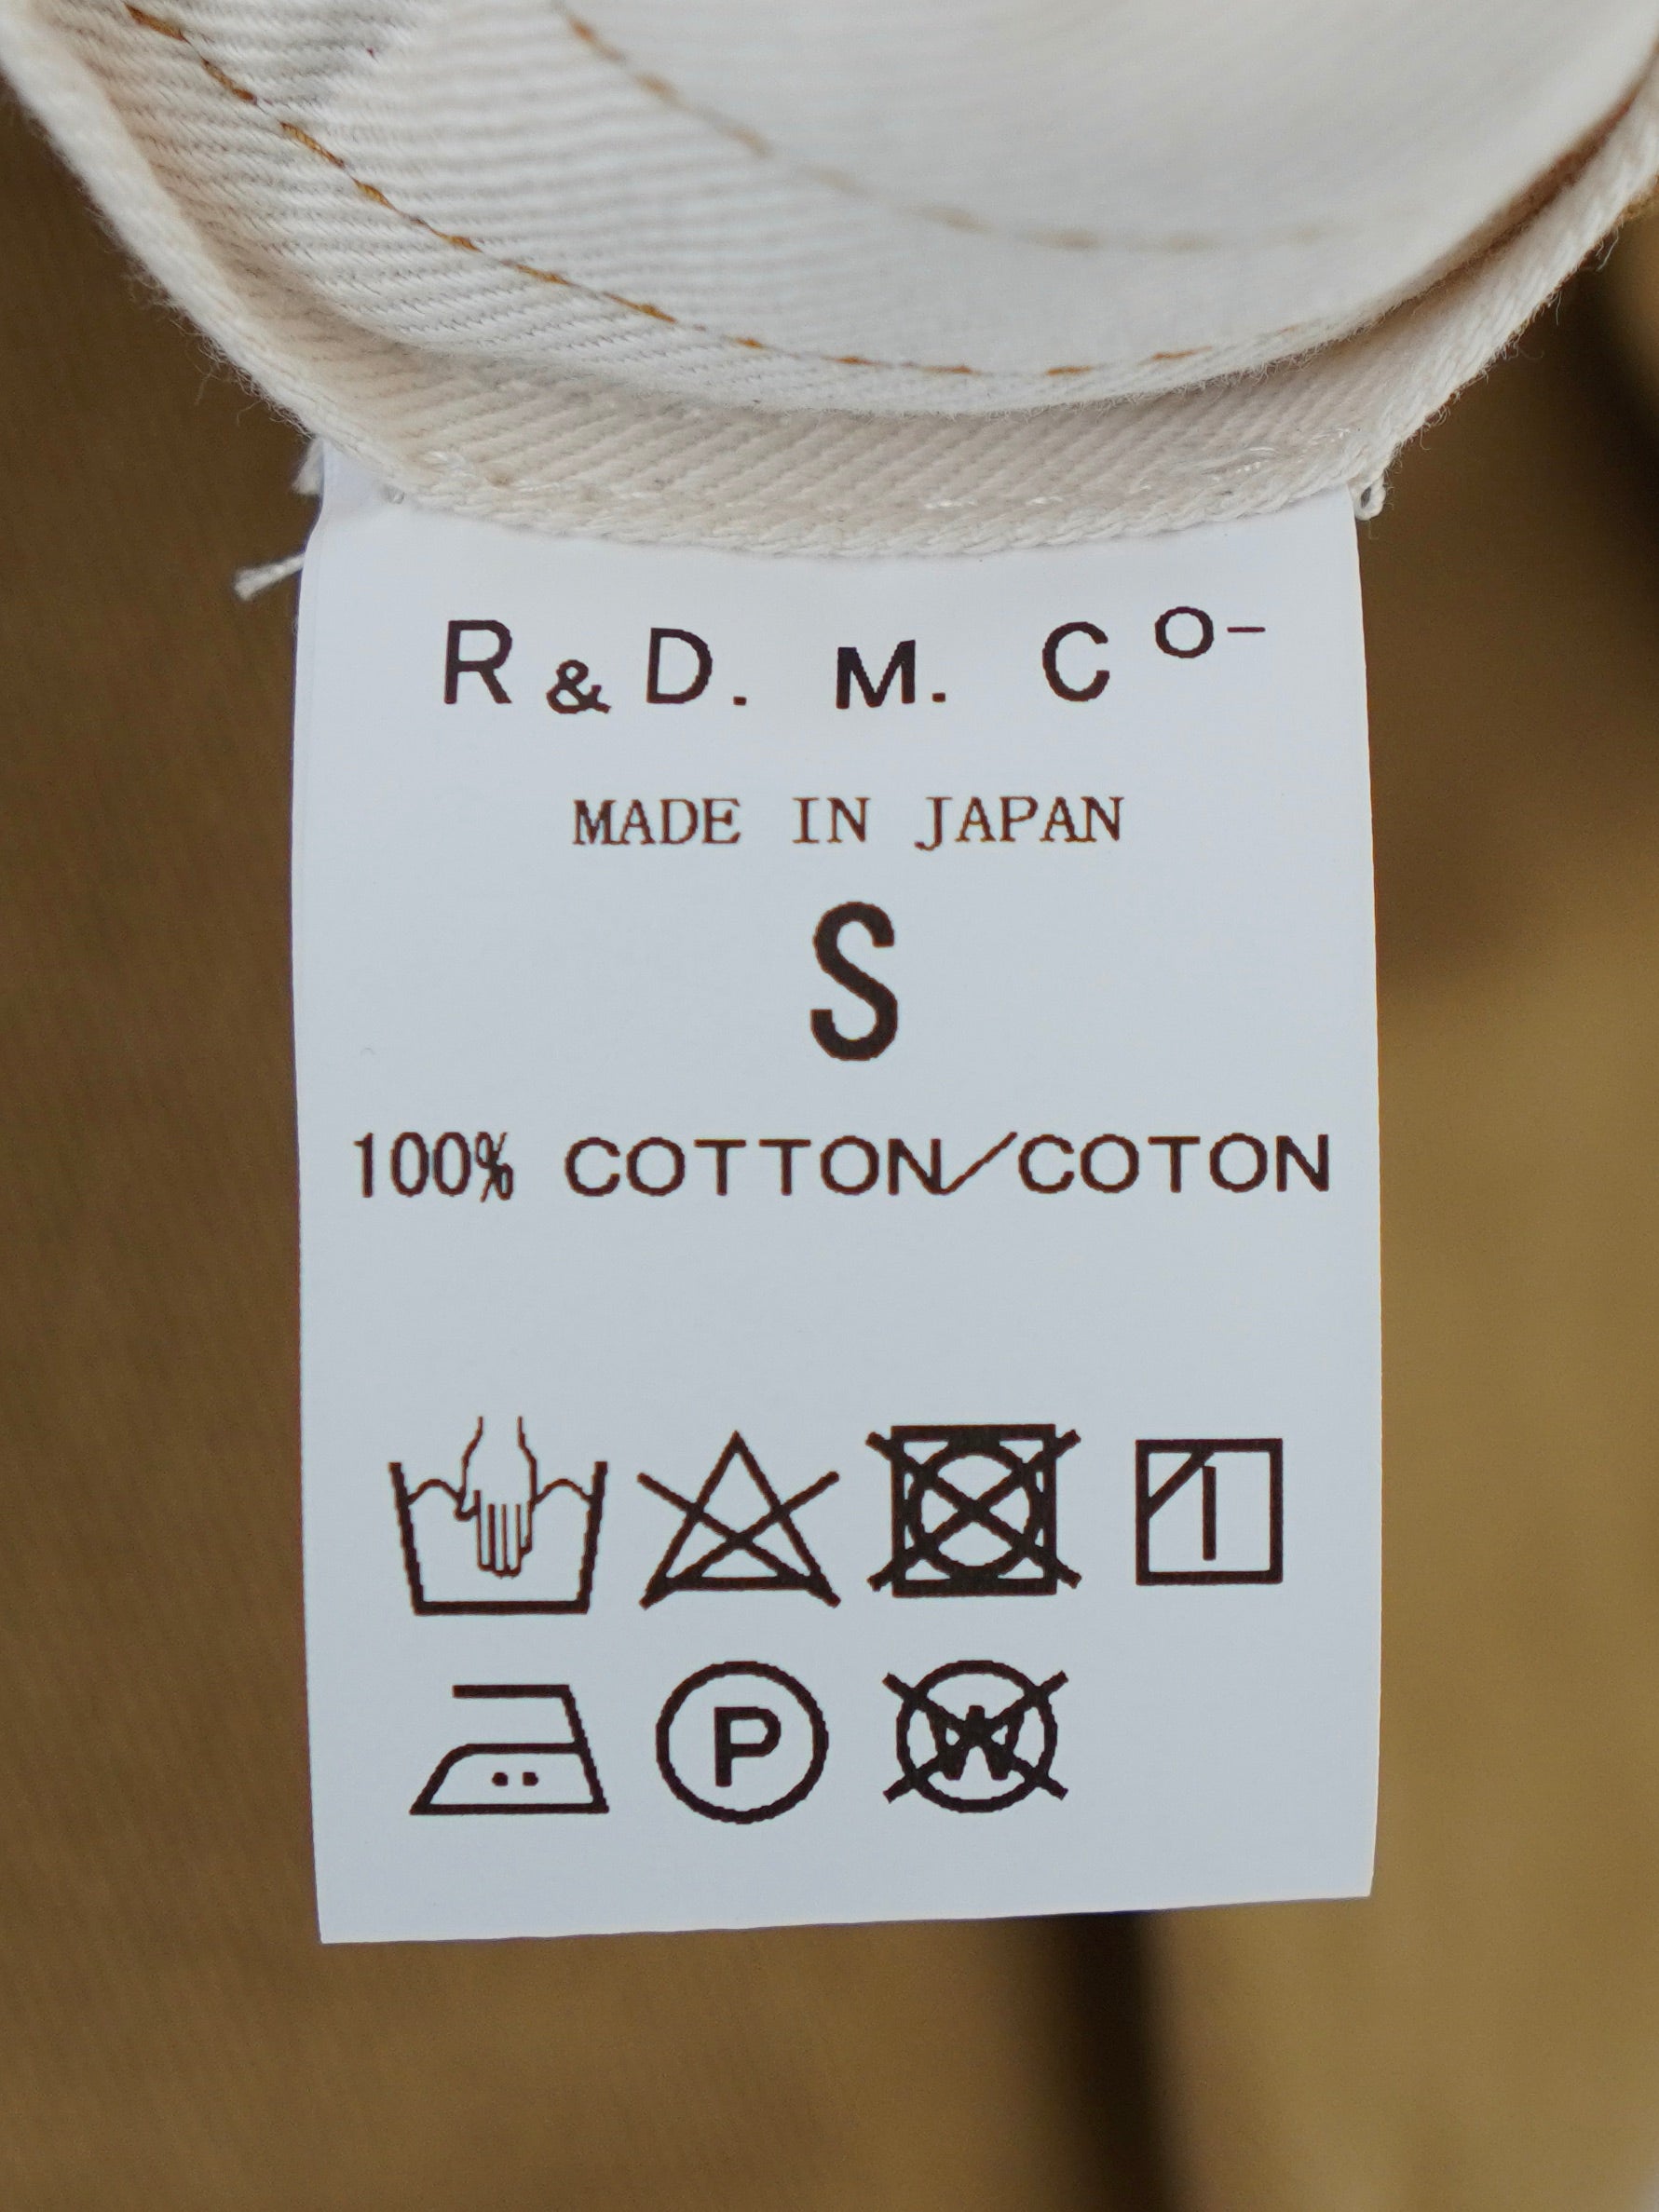 R&D. M. Cº-
MADE IN JAPAN
S
100% COTTON/COTON
P
W